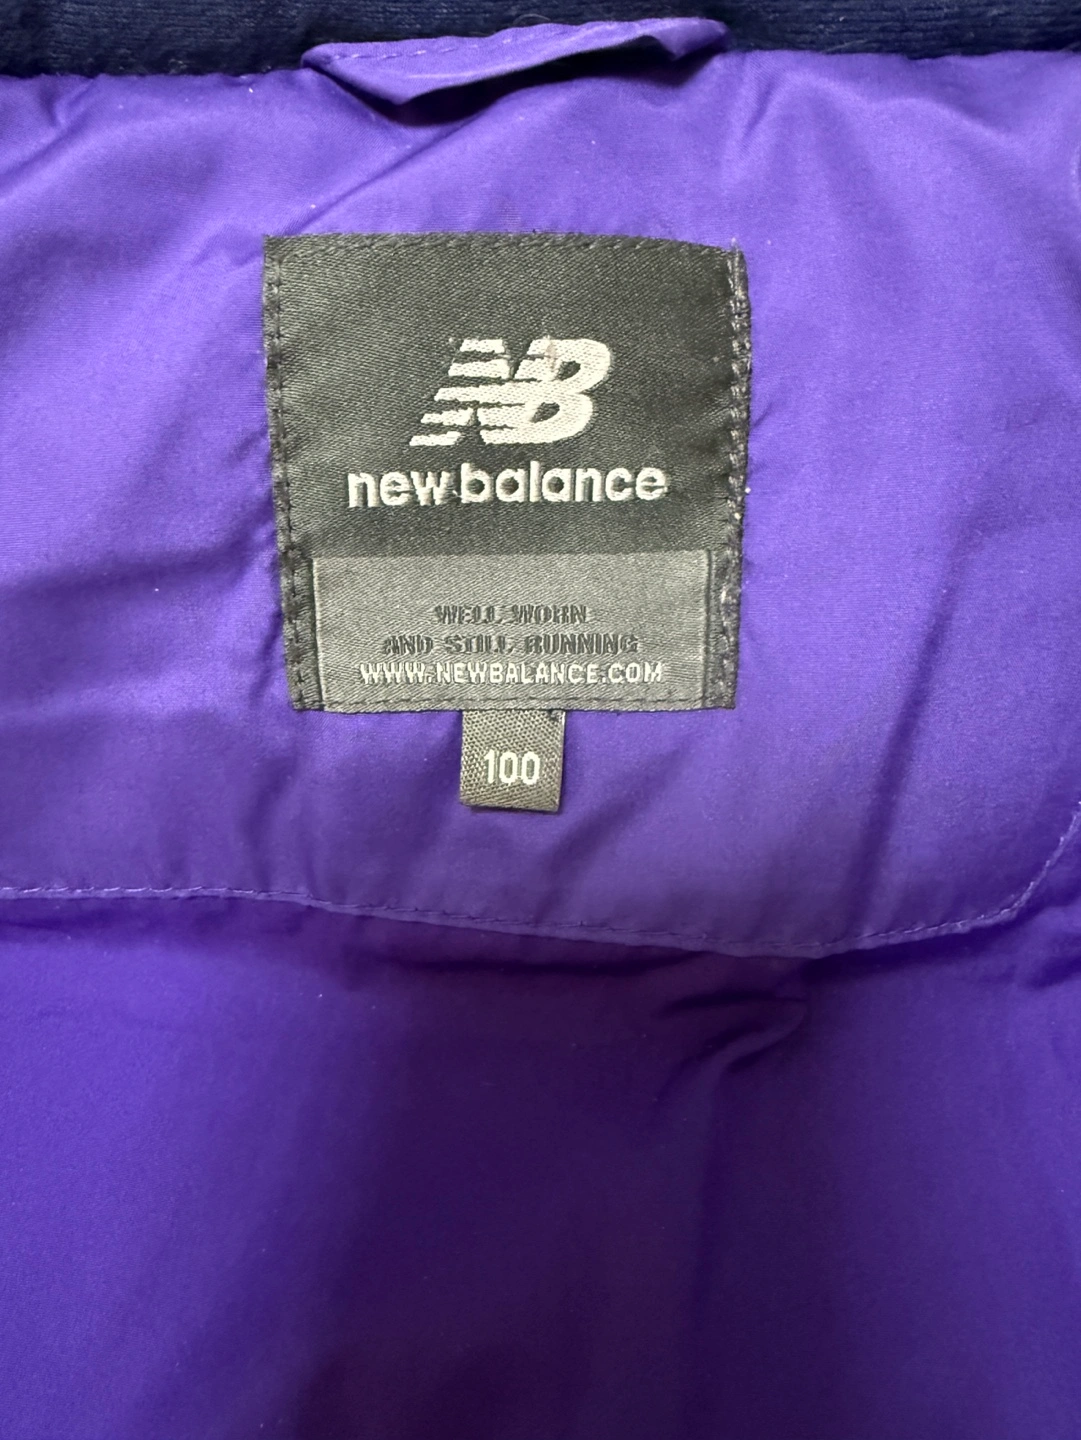 NB
new balance
WELL WORN
AND STILL RUNNING
WWW.NEWBALANCE.COM
100